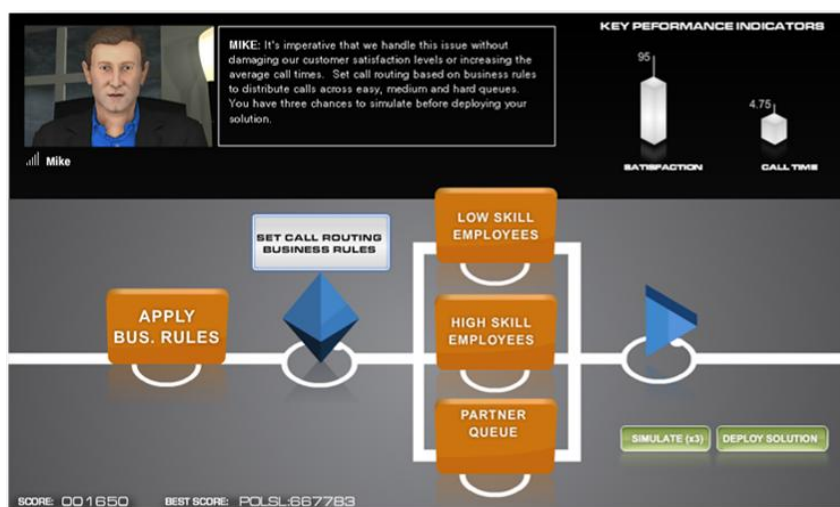 MIKE: It's imperative that we handle this issue without
damaging our customer satisfaction levels or increasing the
average call times. Set call routing based on business rules
to distribute calls across easy, medium and hard queues.
You have three chances to simulate before deploying your
solution.
Mike
KEY PEFORMANCE INDICATORS
95
4.75
SATISFACTION
CALL TIME
SET CALL ROUTING
BUSINESS RULES
APPLY
BUS. RULES
LOW SKILL
EMPLOYEES
HIGH SKILL
EMPLOYEES
PARTNER
QUEUE
SIMULATE (x3)
DEPLOY SOLUTION
SCORE: 001650
BEST SCORE: POLSL:667783